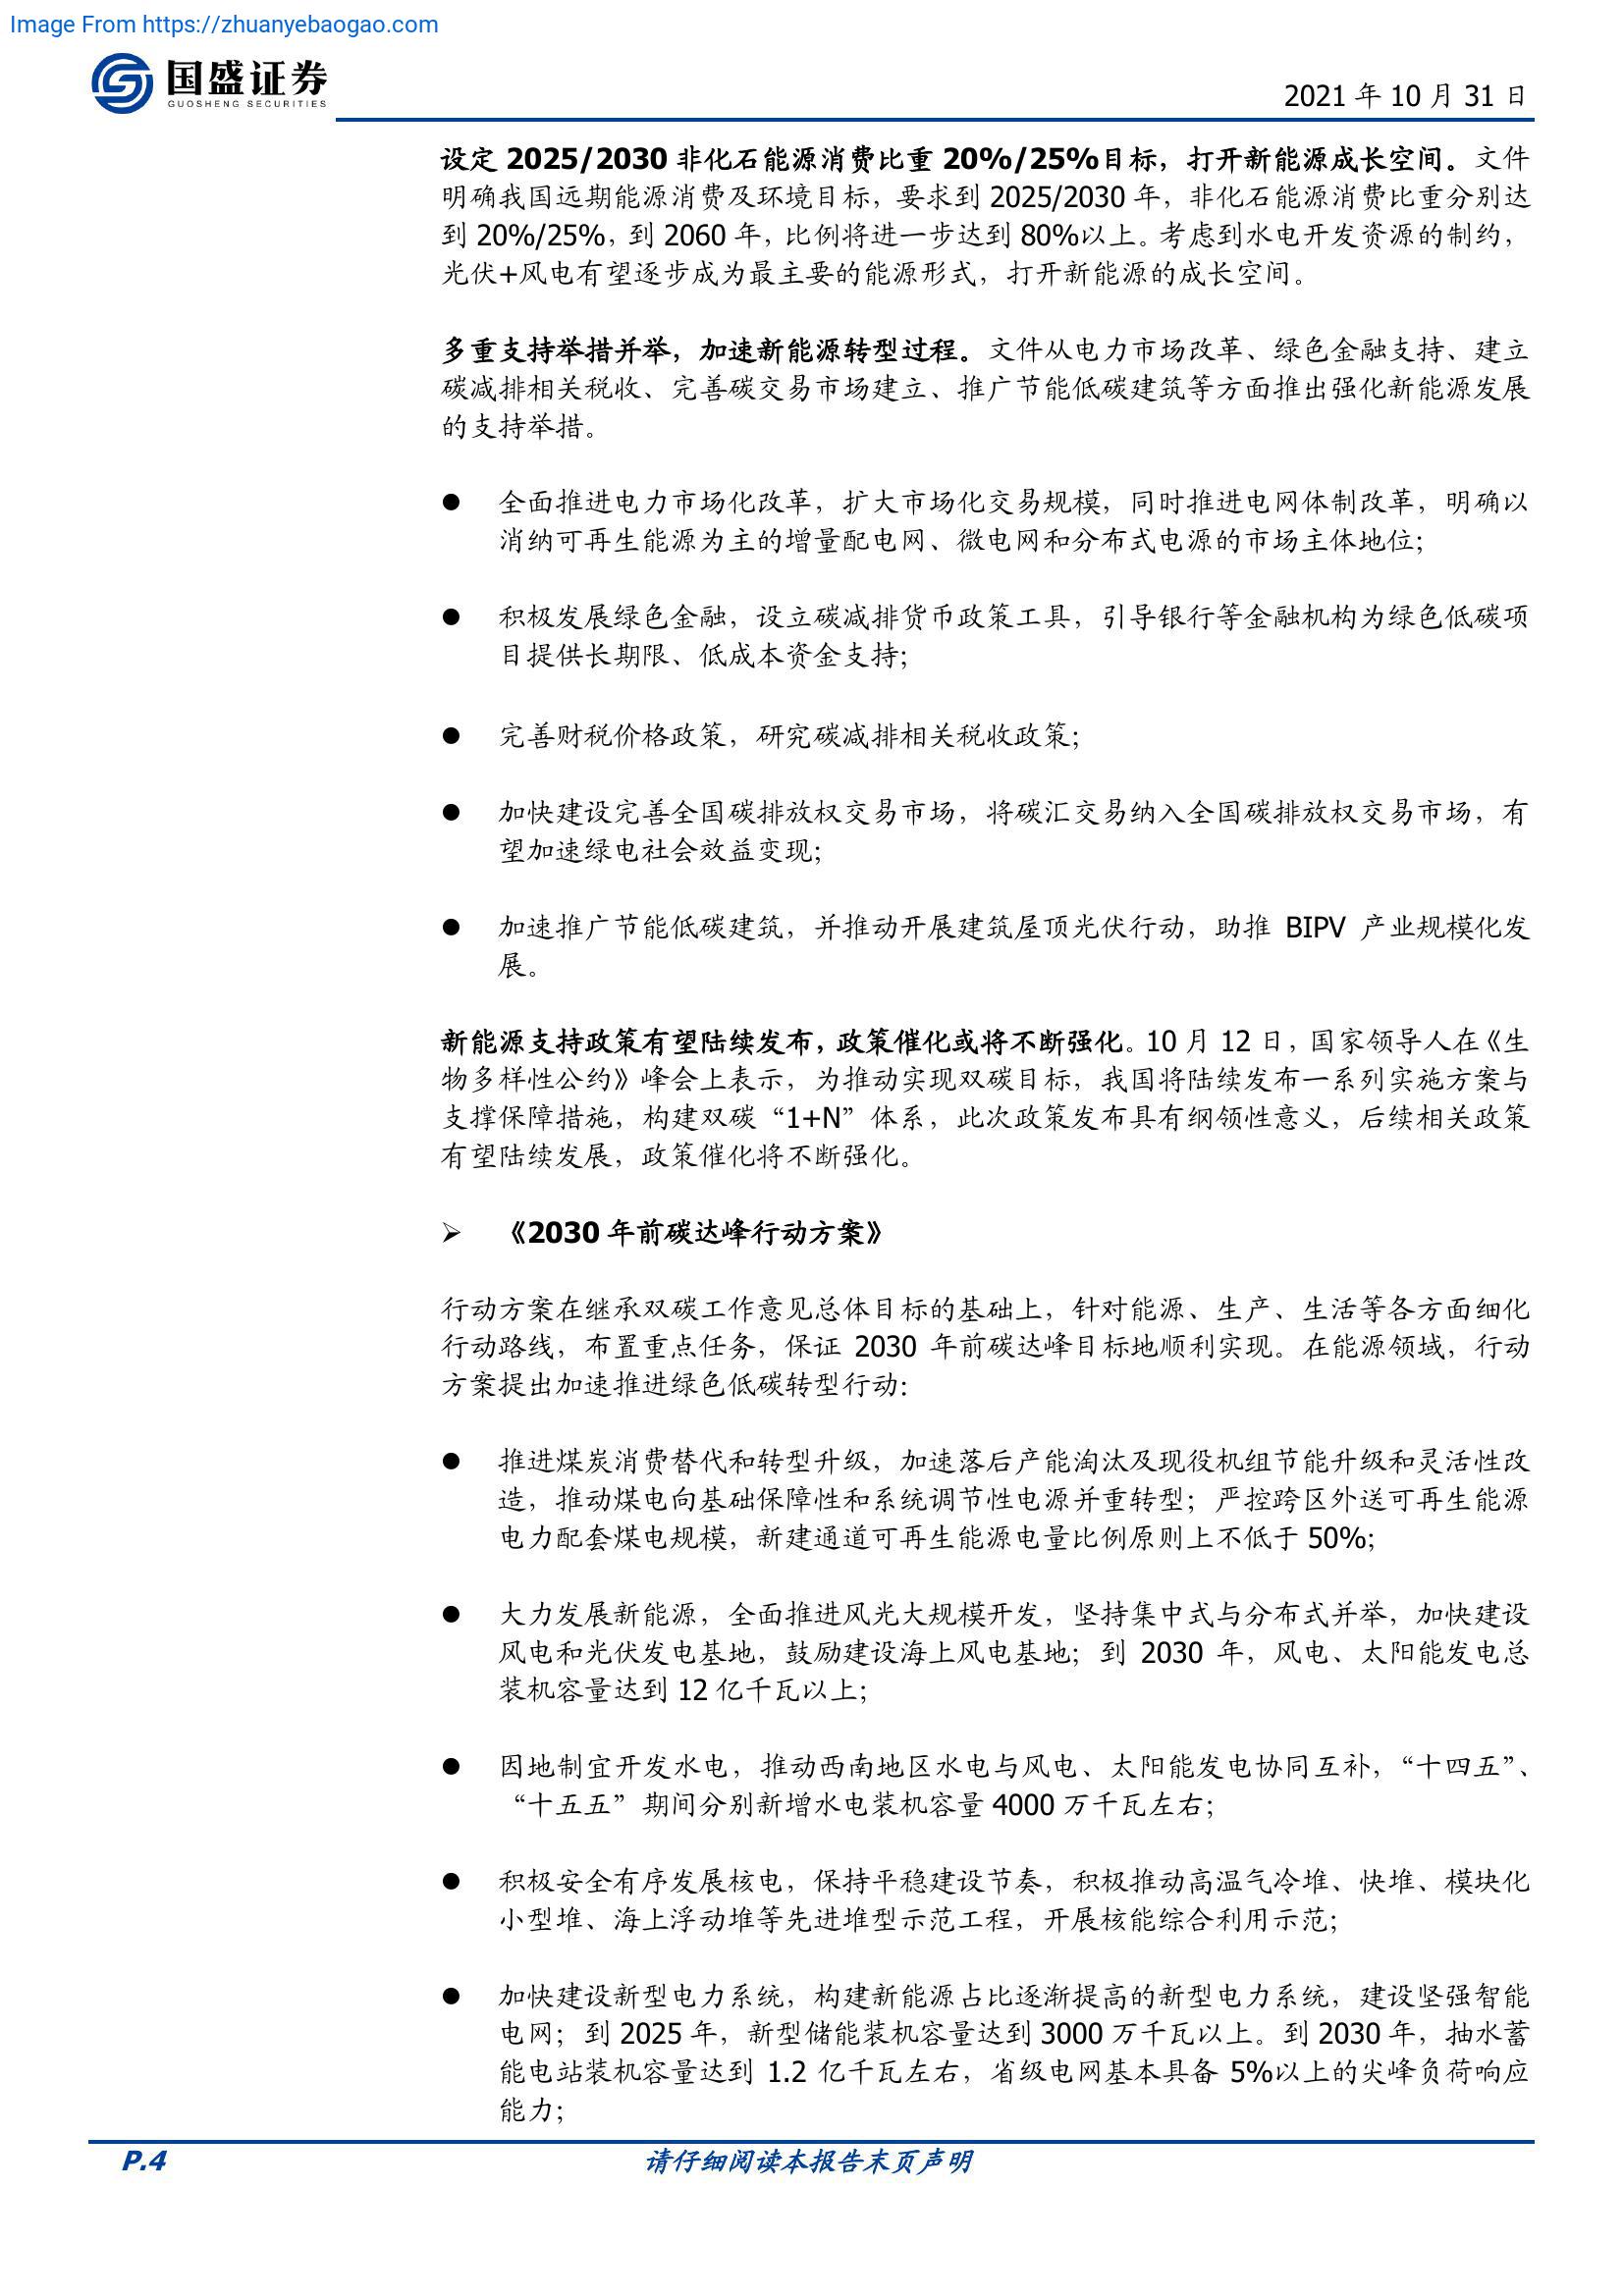 Image From https://zhuanyebaogao.com
国盛证券
GUOSHENG SECURITIES
2021 年 10 月 31 日
设定 2025/2030 非化石能源消费比重 20%/25%目标，打开新能源成长空间。文件
明确我国远期能源消费及环境目标，要求到 2025/2030 年，非化石能源消费比重分别达
到 20%/25%，到 2060 年，比例将进一步达到 80%以上。考虑到水电开发资源的制约，
光伏+风电有望逐步成为最主要的能源形式，打开新能源的成长空间。
多重支持举措并举，加速新能源转型过程。文件从电力市场改革、绿色金融支持、建立
碳减排相关税收、完善碳交易市场建立、推广节能低碳建筑等方面推出强化新能源发展
的支持举措。
● 全面推进电力市场化改革，扩大市场化交易规模，同时推进电网体制改革，明确以
消纳可再生能源为主的增量配电网、微电网和分布式电源的市场主体地位；
● 积极发展绿色金融，设立碳减排货币政策工具，引导银行等金融机构为绿色低碳项
目提供长期限、低成本资金支持；
● 完善财税价格政策，研究碳减排相关税收政策；
● 加快建设完善全国碳排放权交易市场，将碳汇交易纳入全国碳排放权交易市场，有
望加速绿电社会效益变现；
● 加速推广节能低碳建筑，并推动开展建筑屋顶光伏行动，助推 BIPV 产业规模化发
展。
新能源支持政策有望陆续发布，政策催化或将不断强化。10 月 12 日，国家领导人在《生
物多样性公约》峰会上表示，为推动实现双碳目标，我国将陆续发布一系列实施方案与
支撑保障措施，构建双碳“1+N”体系，此次政策发布具有纲领性意义，后续相关政策
有望陆续发展，政策催化将不断强化。
➢ 《2030 年前碳达峰行动方案》
行动方案在继承双碳工作意见总体目标的基础上，针对能源、生产、生活等各方面细化
行动路线，布置重点任务，保证 2030 年前碳达峰目标地顺利实现。在能源领域，行动
方案提出加速推进绿色低碳转型行动：
● 推进煤炭消费替代和转型升级，加速落后产能淘汰及现役机组节能升级和灵活性改
造，推动煤电向基础保障性和系统调节性电源并重转型；严控跨区外送可再生能源
电力配套煤电规模，新建通道可再生能源电量比例原则上不低于 50%；
● 大力发展新能源，全面推进风光大规模开发，坚持集中式与分布式并举，加快建设
风电和光伏发电基地，鼓励建设海上风电基地；到 2030 年，风电、太阳能发电总
装机容量达到 12 亿千瓦以上；
● 因地制宜开发水电，推动西南地区水电与风电、太阳能发电协同互补，“十四五”、
“十五五”期间分别新增水电装机容量 4000 万千瓦左右；
● 积极安全有序发展核电，保持平稳建设节奏，积极推动高温气冷堆、快堆、模块化
小型堆、海上浮动堆等先进堆型示范工程，开展核能综合利用示范；
● 加快建设新型电力系统，构建新能源占比逐渐提高的新型电力系统，建设坚强智能
电网；到 2025 年，新型储能装机容量达到 3000 万千瓦以上。到 2030 年，抽水蓄
能电站装机容量达到 1.2 亿千瓦左右，省级电网基本具备 5%以上的尖峰负荷响应
能力；
P.4
请仔细阅读本报告末页声明